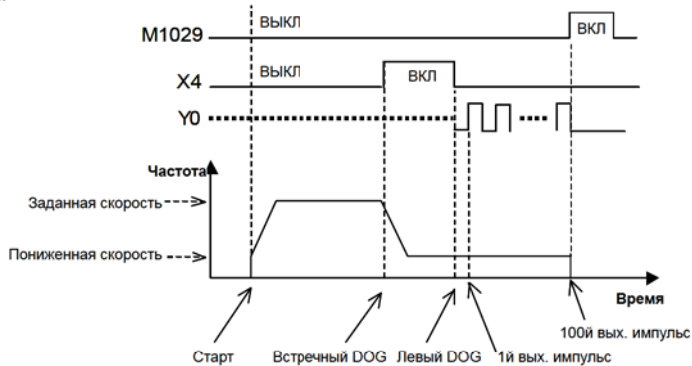 ВЫКЛ
M1029
ВКЛ
X4
ВЫКЛ
ВКЛ
Y0
Частота
Заданная скорость
Пониженная скорость
Время
100й вых. импульс
Старт
Встречный DOG
Левый DOG
1й вых. импульс